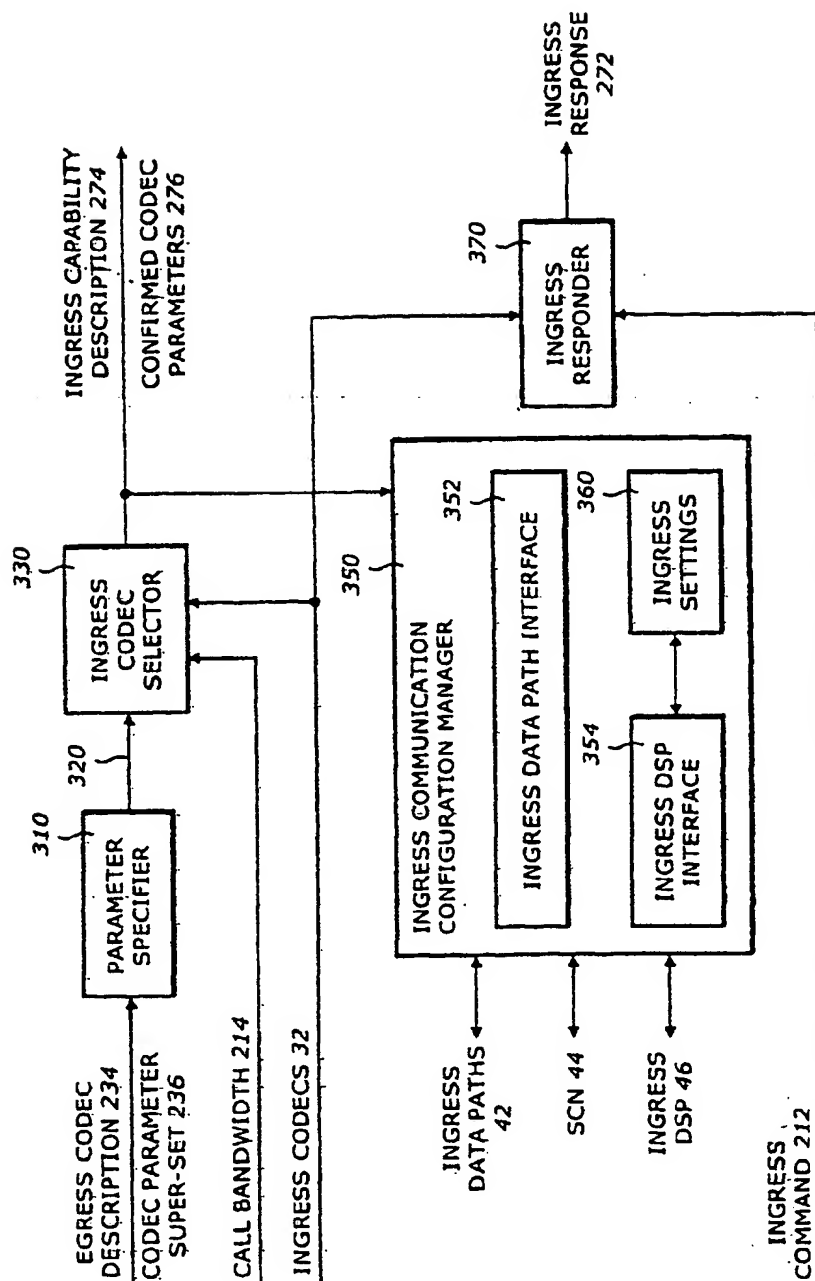 EGRESS CODEC
DESCRIPTION 234
CODEC PARAMETER
SUPER-SET 236
310
PARAMETER
SPECIFIER
320
330
INGRESS
CODEC
SELECTOR
INGRESS CAPABILITY
DESCRIPTION 274
CONFIRMED CODEC
PARAMETERS 276
CALL BANDWIDTH 214
INGRESS CODECS 32
350
INGRESS COMMUNICATION
CONFIGURATION MANAGER
352
INGRESS DATA PATH INTERFACE
354
INGRESS DSP
INTERFACE
360
INGRESS
SETTINGS
370
INGRESS
RESPONDER
INGRESS
RESPONSE
272
INGRESS
DATA PATHS
42
SCN 44
INGRESS
DSP 46
INGRESS
COMMAND 212